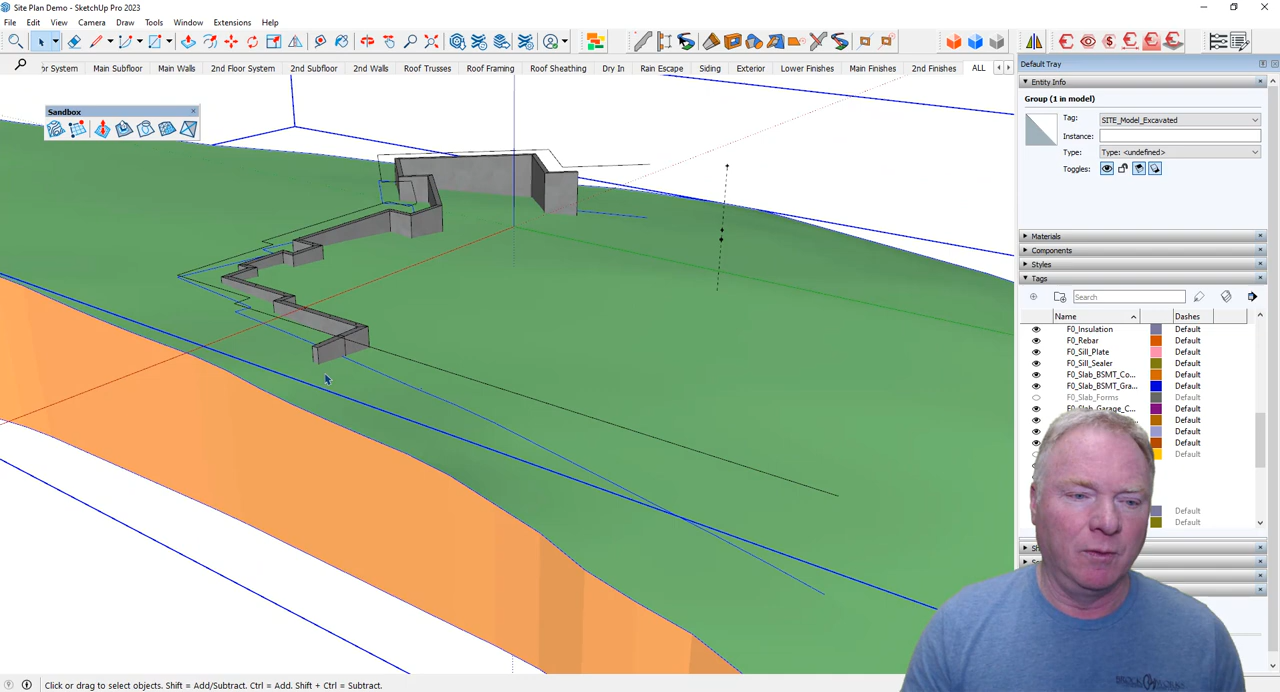 Site Plan Demo - SketchUp Pro 2023
File Edit View Camera Draw Tools Window Extensions Help
or System Main Subfloor Main Walls 2nd Floor System 2nd Subfloor 2nd Walls Roof Trusses Roof Framing Roof Sheathing Dry In Rain Escape Main Roughs Siding Exterior Lower Finishes Main Finishes 2nd Finishes ALL
Default Tray
Entity Info
Group (1 in model)
Tag: SITE_Model_Excavated
Instance:
Type: Type: <undefined>
Toggles:
Materials
Components
Styles
Tags
Search
Name Dashes
F0_Insulation Default
F0_Rebar Default
F0_Sill_Plate Default
F0_Sill_Sealer Default
F0_Slab_BSMT_Co... Default
F0_Slab_BSMT_Gra... Default
F0_Slab_Forms Default
F0_Slab_Garage_C... Default
Default
Default
Default
Default
Default
Default
Sandbox
Click or drag to select objects. Shift = Add/Subtract. Ctrl = Add. Shift + Ctrl = Subtract.